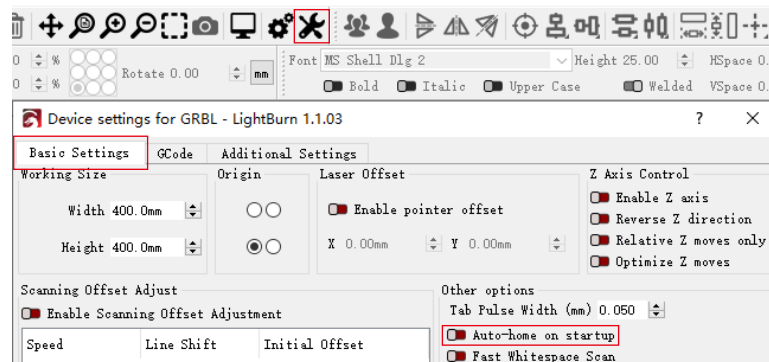 0 % Rotate 0.00 mm Font MS Shell Dlg 2 Height 25.00 HSpace 0.
0 % Bold Italic Upper Case Welded VSpace 0.
Device settings for GRBL - LightBurn 1.1.03 ? ×
Basic Settings GCode Additional Settings
Working Size Origin Laser Offset Z Axis Control
Enable Z axis
Width 400.0mm Enable pointer offset
Reverse Z direction
Height 400.0mm X 0.00mm Y 0.00mm Relative Z moves only
Optimize Z moves
Scanning Offset Adjust Other options
Enable Scanning Offset Adjustment Tab Pulse Width (mm) 0.050
Speed Line Shift Initial Offset Auto-home on startup
Fast Whitespace Scan